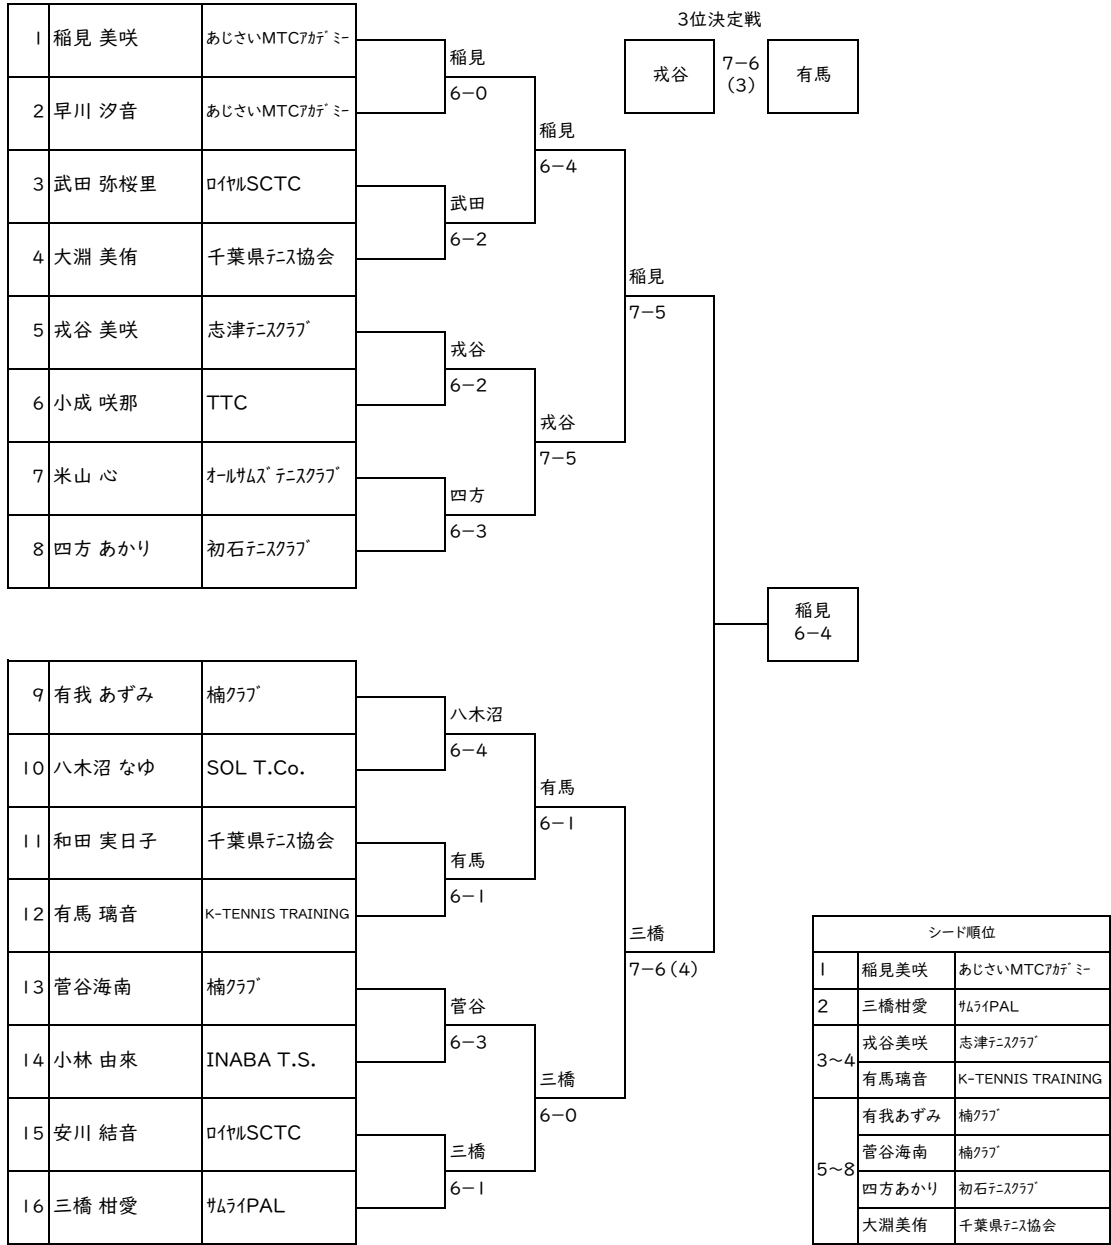 1 稲見 美咲 あじさいMTCｱｶﾃﾞﾐｰ
2 早川 汐音 あじさいMTCｱｶﾃﾞﾐｰ
3 武田 弥桜里 ﾛｲﾔﾙSCTC
4 大淵 美侑 千葉県ﾃﾆｽ協会
5 戎谷 美咲 志津ﾃﾆｽｸﾗﾌﾞ
6 小成 咲那 TTC
7 米山 心 ｵｰﾙｻﾑｽﾞﾃﾆｽｸﾗﾌﾞ
8 四方 あかり 初石ﾃﾆｽｸﾗﾌﾞ
稲見
6-0
武田
6-2
戎谷
6-2
四方
6-3
稲見
6-4
戎谷
7-5
稲見
7-5
3位決定戦
戎谷 7-6 有馬
(3)
稲見
6-4
9 有我 あずみ 楠ｸﾗﾌﾞ
10 八木沼 なゆ SOL T.Co.
11 和田 実日子 千葉県ﾃﾆｽ協会
12 有馬 璃音 K-TENNIS TRAINING
13 菅谷海南 楠ｸﾗﾌﾞ
14 小林 由來 INABA T.S.
15 安川 結音 ﾛｲﾔﾙSCTC
16 三橋 柑愛 ｻﾑﾗｲPAL
八木沼
6-4
有馬
6-1
菅谷
6-3
三橋
6-1
有馬
6-1
三橋
6-0
三橋
7-6(4)
シード順位
1 稲見美咲 あじさいMTCｱｶﾃﾞﾐｰ
2 三橋柑愛 ｻﾑﾗｲPAL
3～4 戎谷美咲 志津ﾃﾆｽｸﾗﾌﾞ
有馬璃音 K-TENNIS TRAINING
5～8 有我あずみ 楠ｸﾗﾌﾞ
菅谷海南 楠ｸﾗﾌﾞ
四方あかり 初石ﾃﾆｽｸﾗﾌﾞ
大淵美侑 千葉県ﾃﾆｽ協会